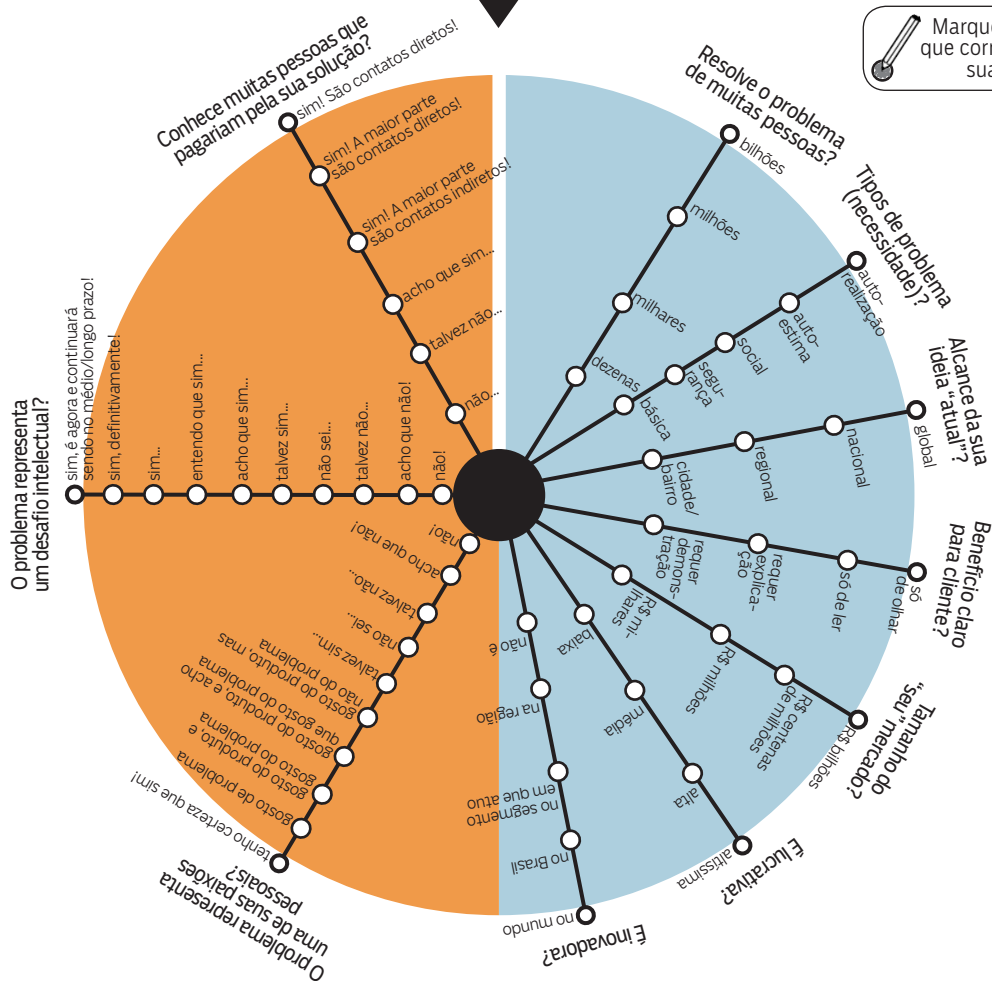 Marque
que corr
sua
Conhece muitas pessoas que
pagariam pela sua solução?
sim! São contatos diretos!
sim! A maior parte
são contatos diretos!
sim! A maior parte
são contatos indiretos!
acho que sim...
talvez não...
não...
O problema representa
um desafio intelectual?
sim, é agora e continuará
sendo no médio/longo prazo!
sim, definitivamente!
sim...
entendo que sim...
acho que sim...
talvez sim...
não sei...
talvez não...
acho que não!
não!
O problema representa
uma de suas paixões
pessoais?
tenho certeza que sim!
gosto de problema
gosto do produto, e
gosto do problema
gosto do produto, e acho
que gosto do problema
gosto do produto, mas
não do problema
talvez sim...
não sei...
talvez não...
acho que não!
não!
Resolve o problema
de muitas pessoas?
bilhões
milhões
milhares
dezenas
Tipos de problema
(necessidade)?
auto-
realização
auto-
estima
social
segu-
rança
básica
Alcance da sua
ideia "atual"?
global
nacional
regional
cidade/
bairro
Benefício claro
para cliente?
só
de olhar
só de ler
requer
explica-
ção
requer
demons-
tração
Tamanho do
"seu" mercado?
R$ bilhões
R$ centenas
de milhões
R$ milhões
R$ mi-
lhares
É lucrativa?
altíssima
alta
média
baixa
É inovadora?
no mundo
no Brasil
no segmento
em que atuo
na região
não é